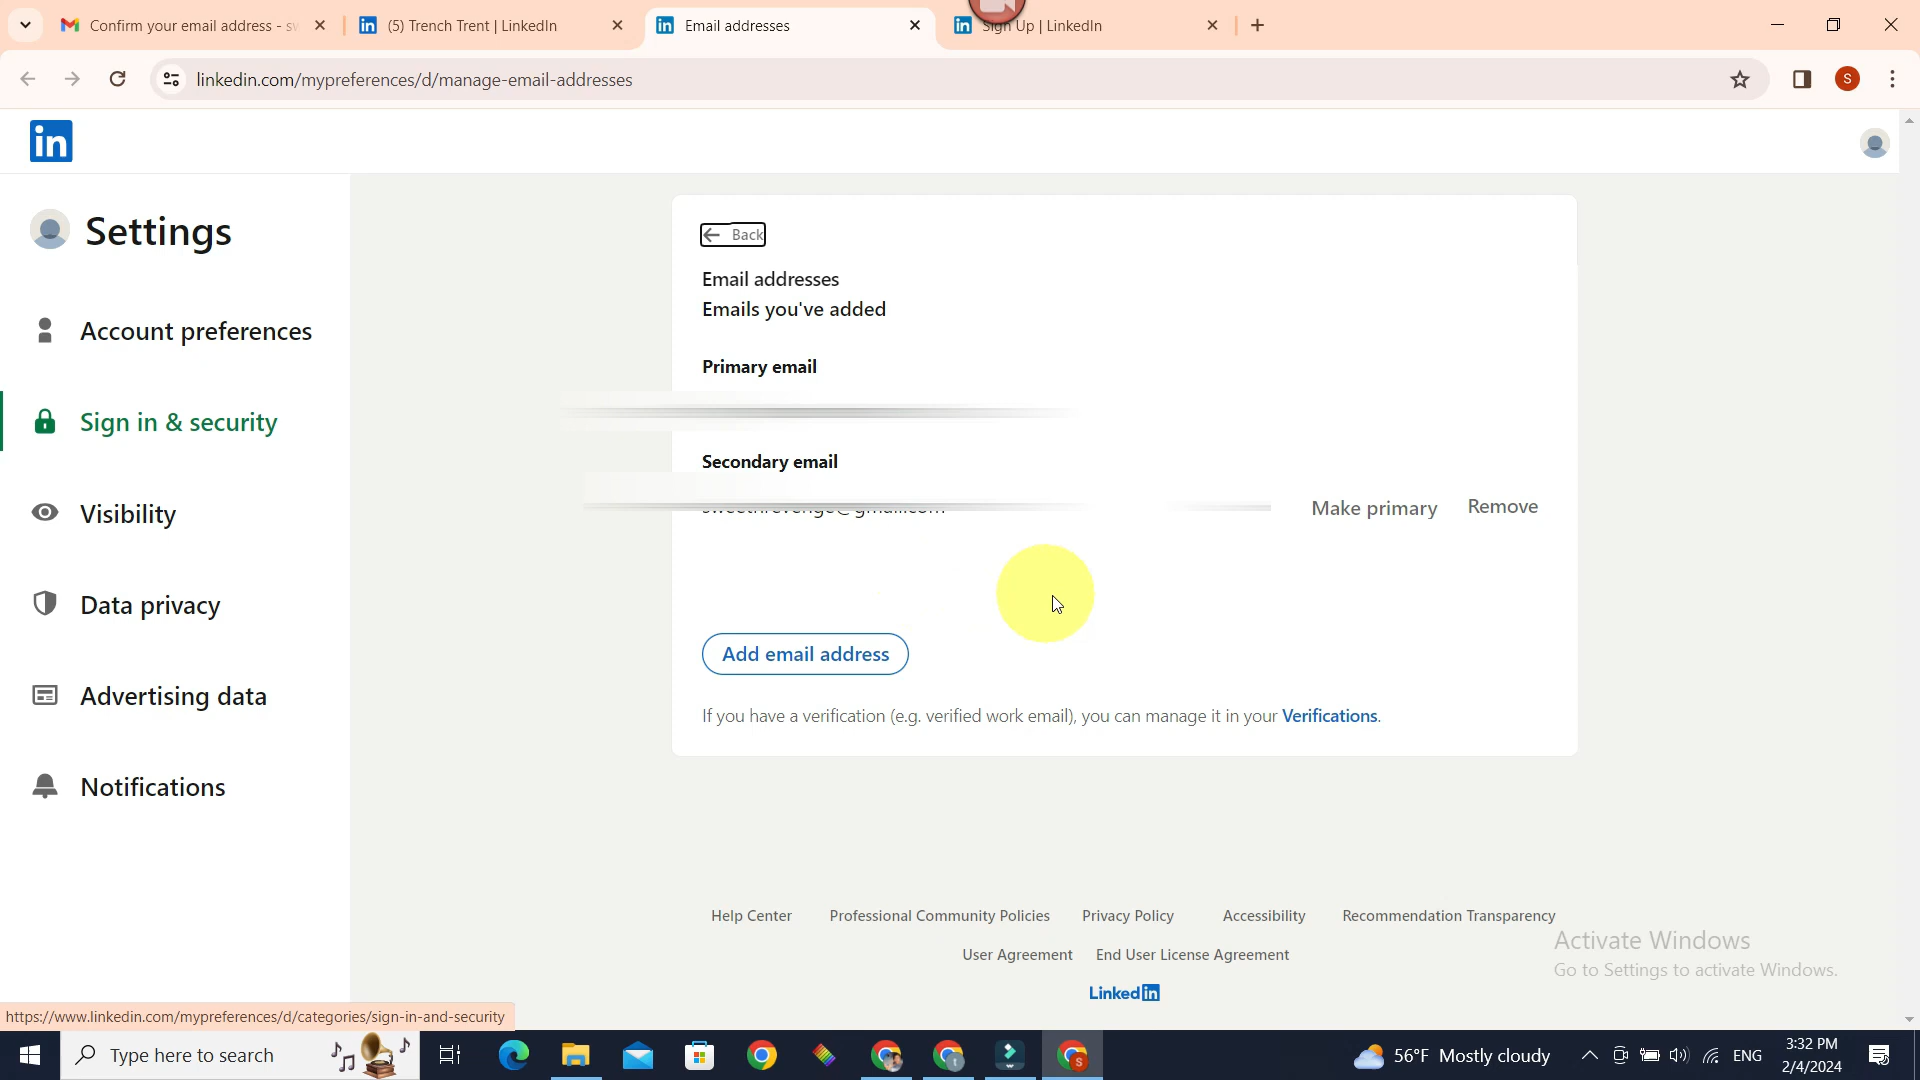 Confirm your email address - sw
(5) Trench Trent | LinkedIn
Email addresses
Sign Up | LinkedIn
linkedin.com/mypreferences/d/manage-email-addresses
S
in
Settings
Account preferences
Sign in & security
Visibility
Data privacy
Advertising data
Notifications
Back
Email addresses
Emails you've added
Primary email
Secondary email
Make primary
Remove
Add email address
If you have a verification (e.g. verified work email), you can manage it in your Verifications.
Help Center Professional Community Policies Privacy Policy Accessibility Recommendation Transparency
User Agreement End User License Agreement
LinkedIn
Activate Windows
Go to Settings to activate Windows.
https://www.linkedin.com/mypreferences/d/categories/sign-in-and-security
Type here to search
56°F Mostly cloudy
ENG
3:32 PM
2/4/2024